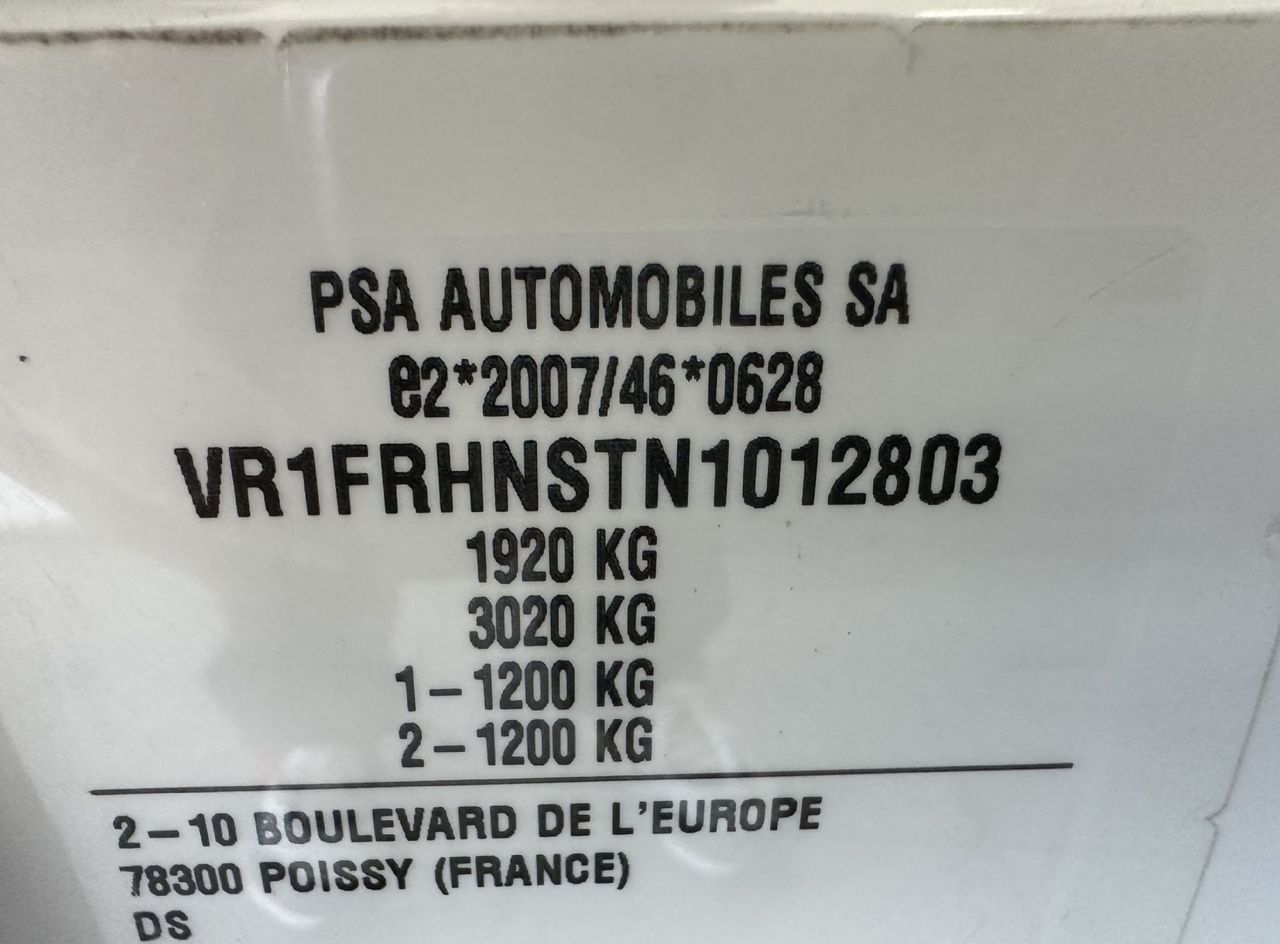 PSA AUTOMOBILES SA
e2*2007/46*0628
VR1FRHNSTN1012803
1920 KG
3020 KG
1-1200 KG
2-1200 KG
2-10 BOULEVARD DE L'EUROPE
78300 POISSY (FRANCE)
DS